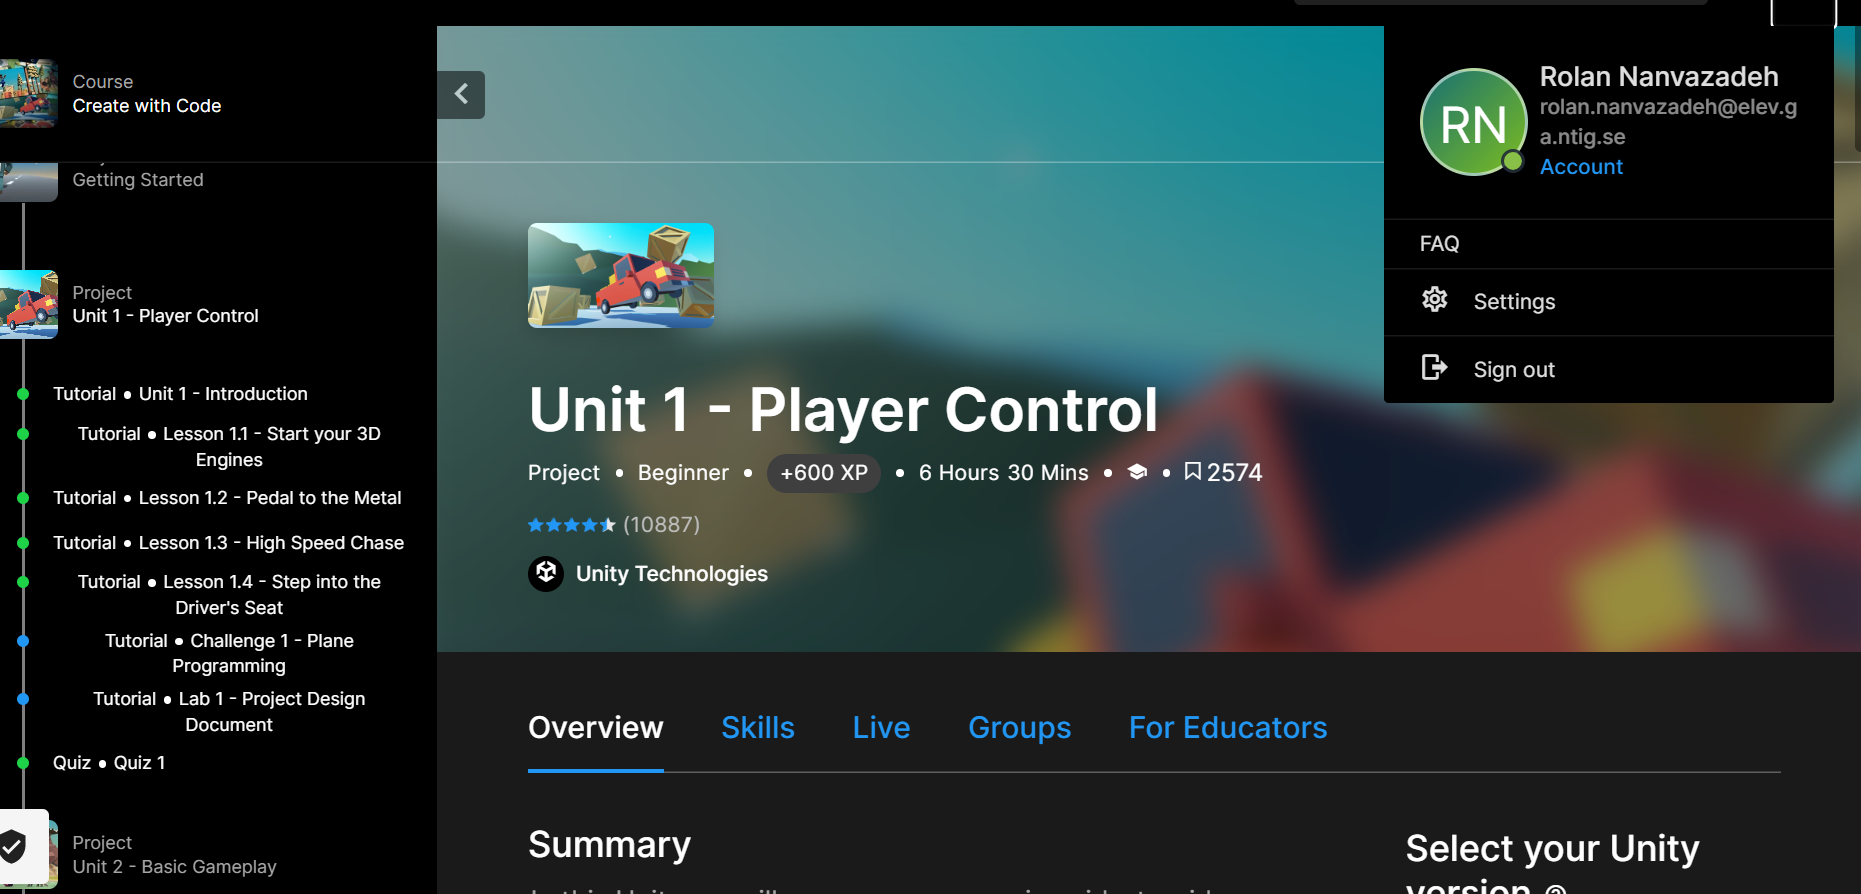 Course
Create with Code
Getting Started
Project
Unit 1 - Player Control
Tutorial • Unit 1 - Introduction
Tutorial • Lesson 1.1 - Start your 3D
Engines
Tutorial • Lesson 1.2 - Pedal to the Metal
Tutorial • Lesson 1.3 - High Speed Chase
Tutorial • Lesson 1.4 - Step into the
Driver's Seat
Tutorial • Challenge 1 - Plane
Programming
Tutorial • Lab 1 - Project Design
Document
Quiz • Quiz 1
Project
Unit 2 - Basic Gameplay
Unit 1 - Player Control
Project • Beginner • +600 XP • 6 Hours 30 Mins • • 2574
(10887)
Unity Technologies
RN
Rolan Nanvazadeh
rolan.nanvazadeh@elev.g
a.ntig.se
Account
FAQ
Settings
Sign out
Overview
Skills
Live
Groups
For Educators
Summary
Select your Unity
version